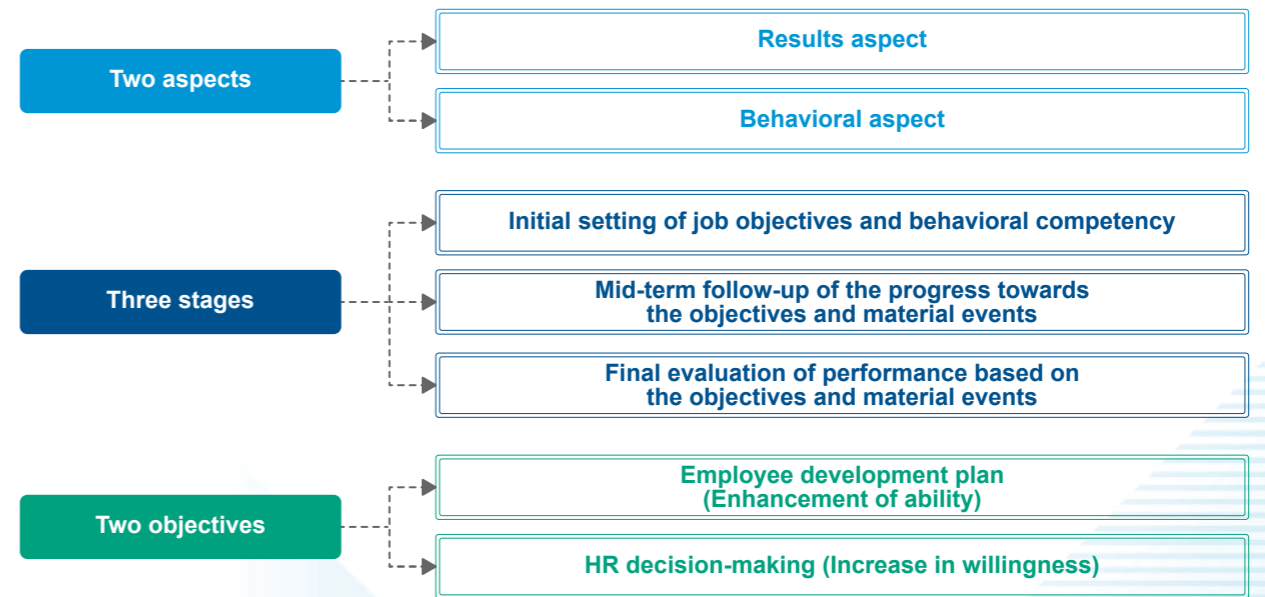 Two aspects
Results aspect
Behavioral aspect
Three stages
Initial setting of job objectives and behavioral competency
Mid-term follow-up of the progress towards
the objectives and material events
Final evaluation of performance based on
the objectives and material events
Two objectives
Employee development plan
(Enhancement of ability)
HR decision-making (Increase in willingness)